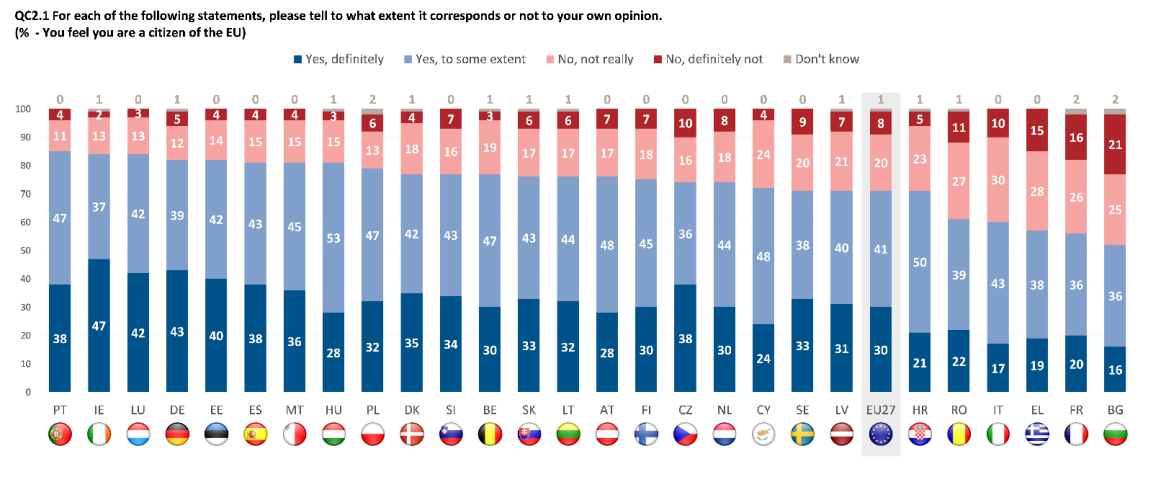 QC2.1 For each of the following statements, please tell to what extent it corresponds or not to your own opinion.
(% - You feel you are a citizen of the EU)
Yes, definitely Yes, to some extent No, not really No, definitely not Don't know
0 1 0 1 0 0 0 1 2 1 0 1 1 1 0 0 0 0 0 0 1 1 1 1 0 0 2 2
4 2 3 5 4 4 4 3 6 4 7 3 6 6 7 7 10 8 4 9 7 8 5 11 10 15 16 21
11 13 13 12 14 15 15 15 13 18 16 19 17 17 17 18 16 18 24 20 21 20 23 27 30 28 26 25
47 37 42 39 42 43 45 53 47 42 43 47 43 44 48 45 36 44 48 38 40 41 50 39 43 38 36 36
38 47 42 43 40 38 36 28 32 35 34 30 33 32 28 30 38 30 24 33 31 30 21 22 17 19 20 16
100
90
80
70
60
50
40
30
20
10
0
PT IE LU DE EE ES MT HU PL DK SI BE SK LT AT FI CZ NL CY SE LV EU27 HR RO IT EL FR BG